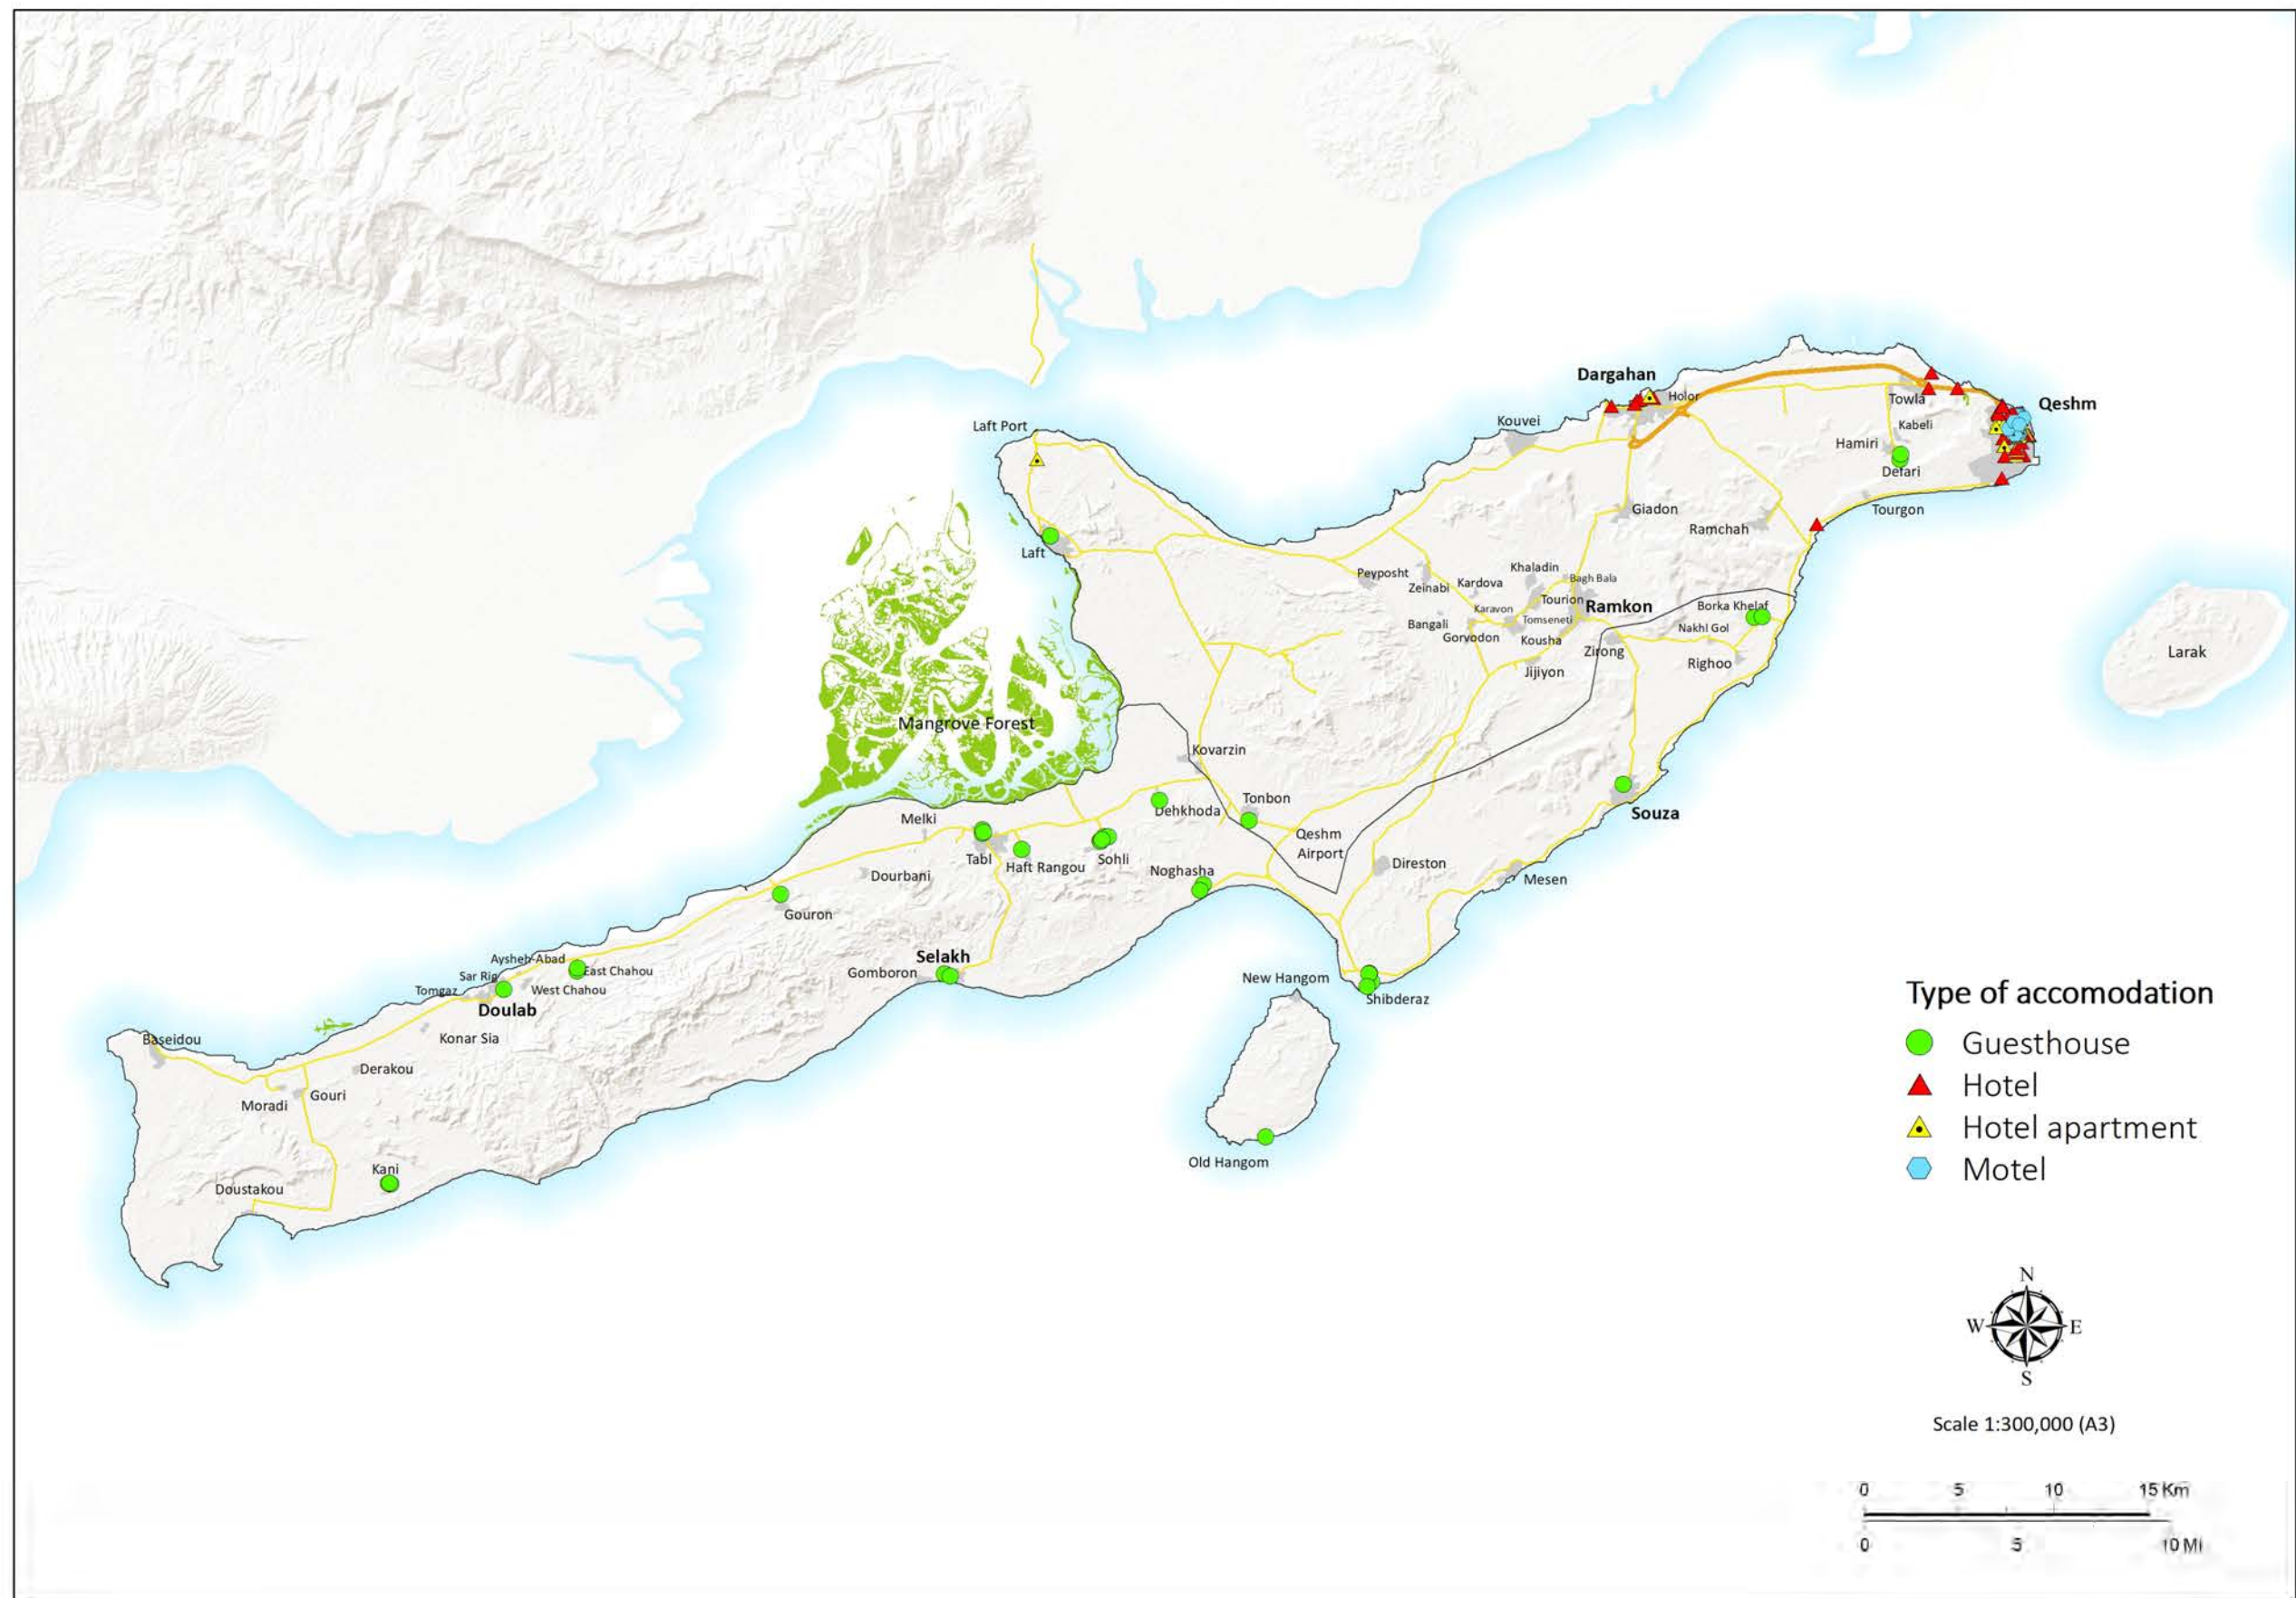 Dargahan
Holor
Towla
Qeshm
Kabeli
Kouvei
Laft Port
Hamiri
Defari
Giadon
Tourgon
Ramchah
Laft
Peyposht
Khaladin
Bagh Bala
Zeinabi
Kardova
Tourion
Ramkon
Borka Khelaf
Karavon
Tomseneti
Bangali
Gorvodon
Kousha
Nakhl Gol
Zirong
Righoo
Jijiyon
Larak
Mangrove Forest
Kovarzin
Tonbon
Dehkhoda
Souza
Melki
Qeshm
Airport
Tabl
Haft Rangou
Sohli
Noghasha
Direston
Dourbani
Mesen
Gouron
Aysheh-Abad
Selakh
Sar Rig
East Chahou
Gomboron
New Hangom
Tomgaz
West Chahou
Shibderaz
Doulab
Baseidou
Konar Sia
Derakou
Gouri
Moradi
Old Hangom
Kani
Doustakou
Type of accomodation
Guesthouse
Hotel
Hotel apartment
Motel
N
W
E
S
Scale 1:300,000 (A3)
0 5 10 15 Km
0 5 10 MI